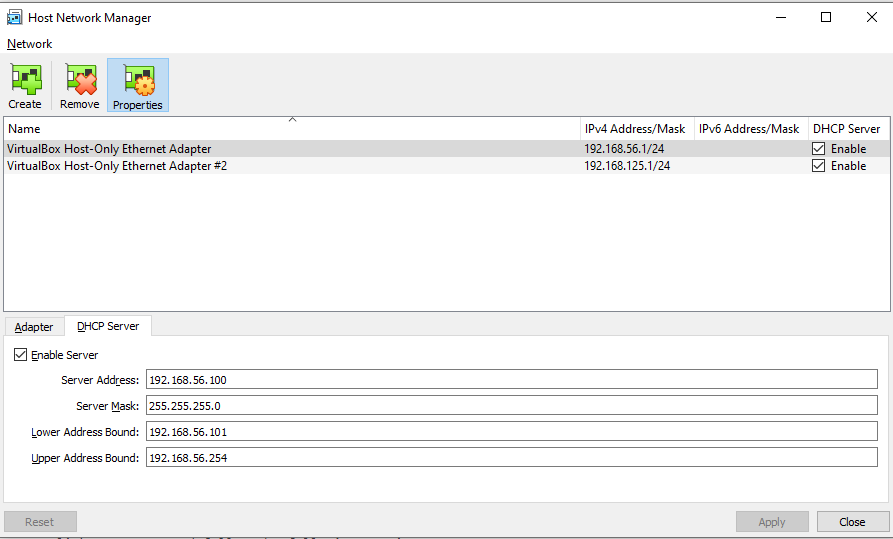 Host Network Manager
Network
Create Remove Properties
Name IPv4 Address/Mask IPv6 Address/Mask DHCP Server
VirtualBox Host-Only Ethernet Adapter 192.168.56.1/24 Enable
VirtualBox Host-Only Ethernet Adapter #2 192.168.125.1/24 Enable
Adapter DHCP Server
Enable Server
Server Address: 192.168.56.100
Server Mask: 255.255.255.0
Lower Address Bound: 192.168.56.101
Upper Address Bound: 192.168.56.254
Reset Apply Close